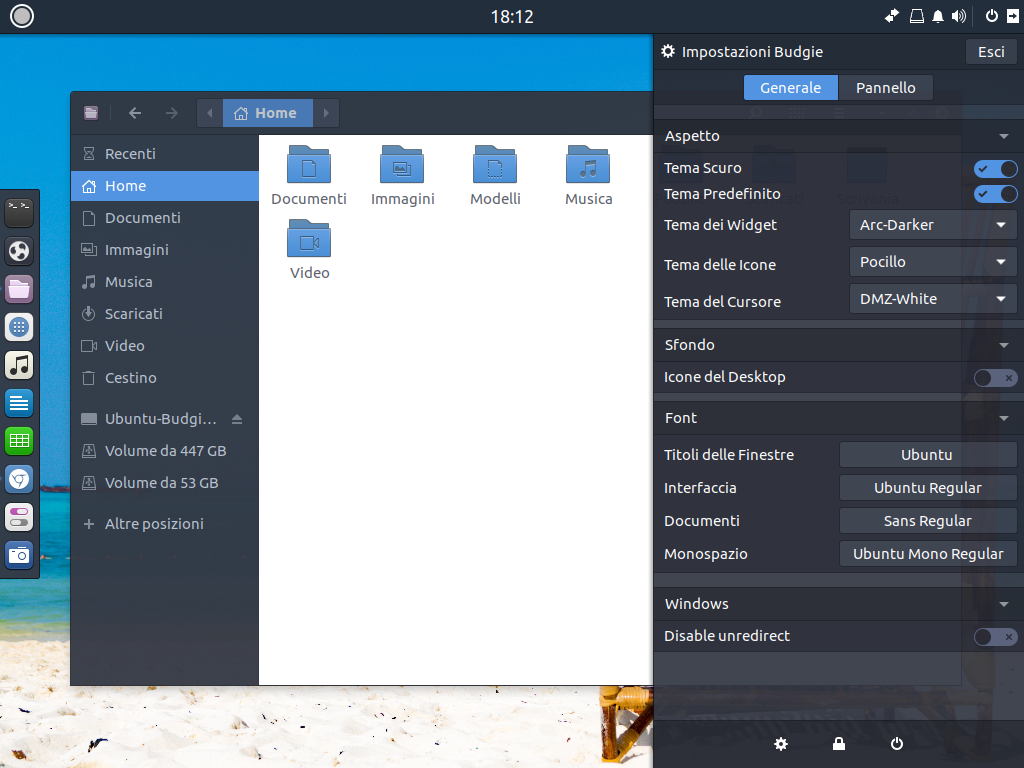 18:12
Impostazioni Budgie
Esci
Generale
Pannello
Home
Recenti
Home
Documenti
Immagini
Musica
Scaricati
Video
Cestino
Ubuntu-Budgi...
Volume da 447 GB
Volume da 53 GB
Altre posizioni
Documenti
Immagini
Modelli
Musica
Video
Aspetto
Tema Scuro
Tema Predefinito
Tema dei Widget
Arc-Darker
Tema delle Icone
Pocillo
Tema del Cursore
DMZ-White
Sfondo
Icone del Desktop
Font
Titoli delle Finestre
Ubuntu
Interfaccia
Ubuntu Regular
Documenti
Sans Regular
Monospazio
Ubuntu Mono Regular
Windows
Disable unredirect